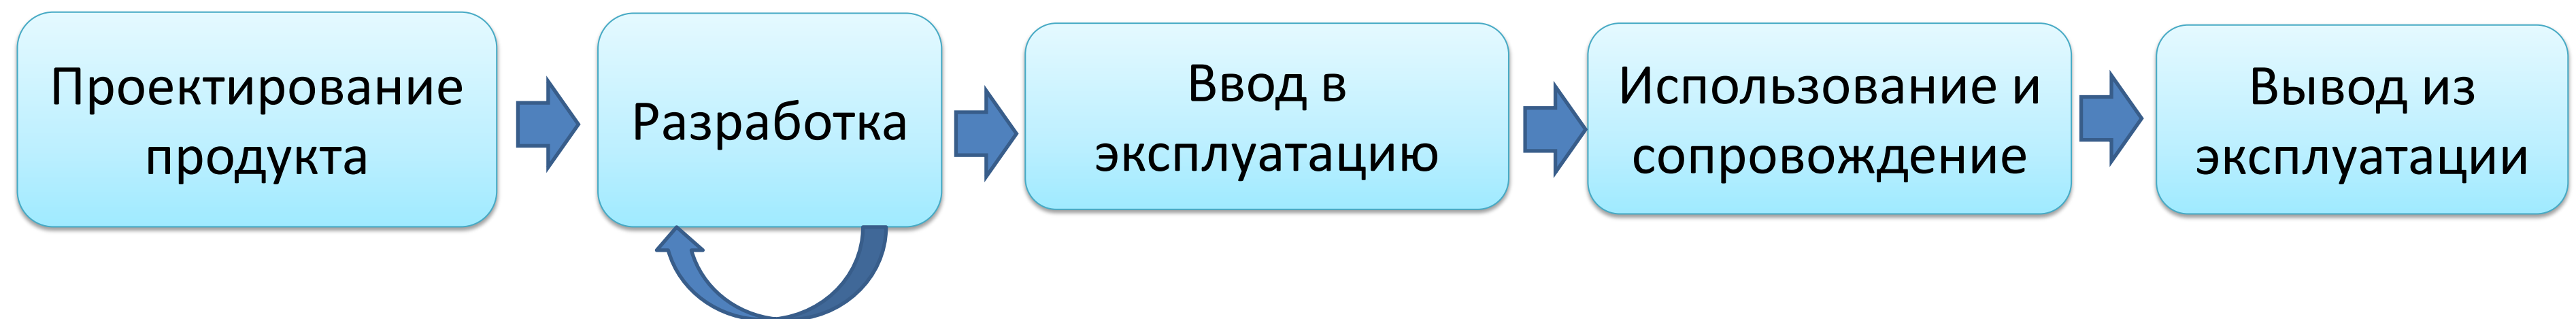 Проектирование
продукта
Разработка
Ввод в
эксплуатацию
Использование и
сопровождение
Вывод из
эксплуатации